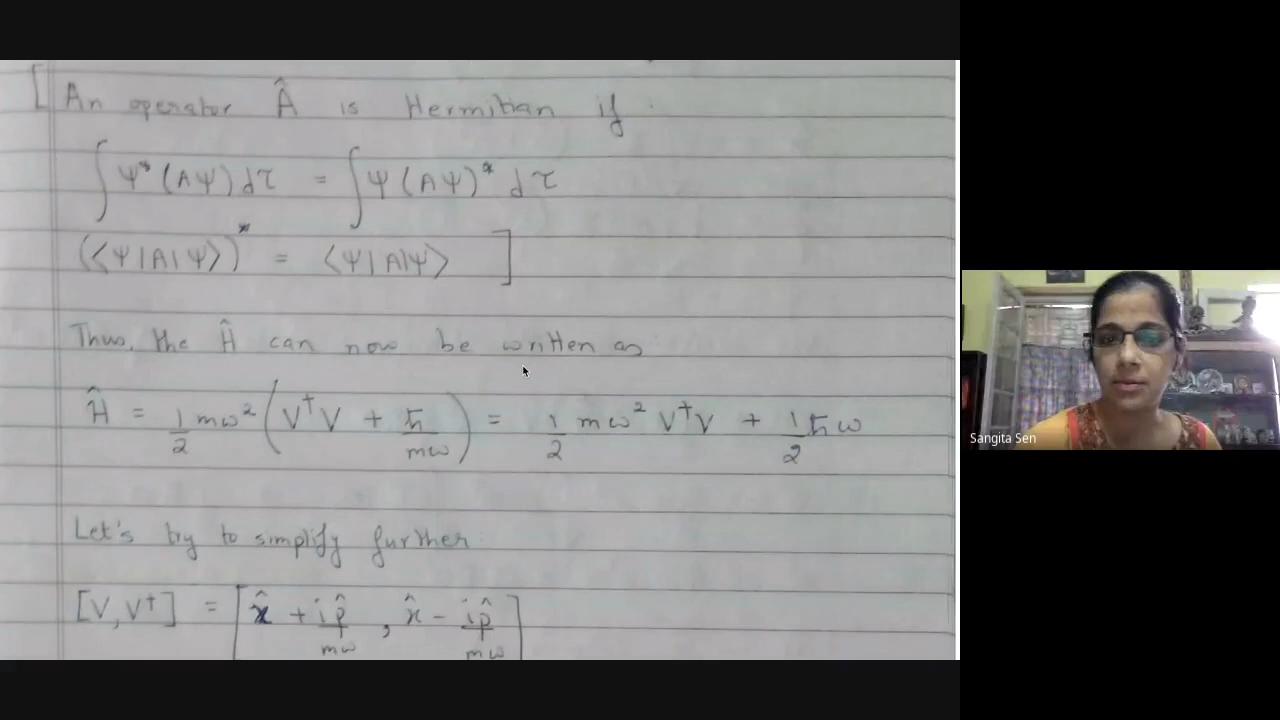 [ An operator Â is Hermitian if :
∫ Ψ* (AΨ) dτ = ∫ Ψ (AΨ)* dτ
(⟨Ψ|A|Ψ⟩)* = ⟨Ψ|A|Ψ⟩ ]
Thus, the Ĥ can now be written as
Ĥ = 1/2 mω² (V†V + ħ/mω) = 1/2 mω² V†V + 1/2 ħω
Let's try to simplify further
[V, V†] = [x̂ + ip̂/mω , x̂ - ip̂/mω]
Sangita Sen